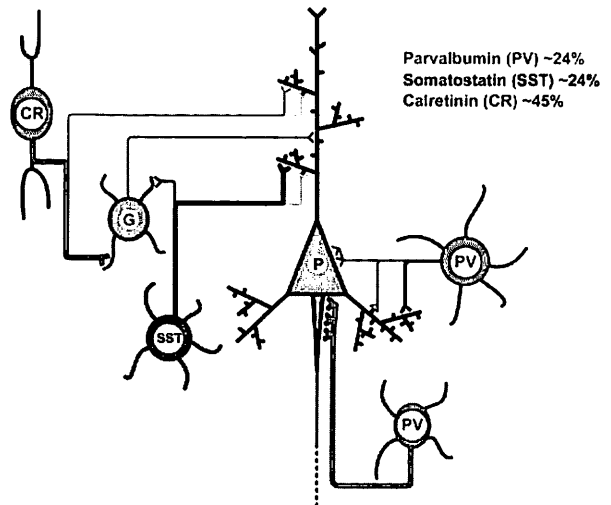 Parvalbumin (PV) ~24%
Somatostatin (SST) ~24%
Calretinin (CR) ~45%
CR
G
P
PV
SST
PV